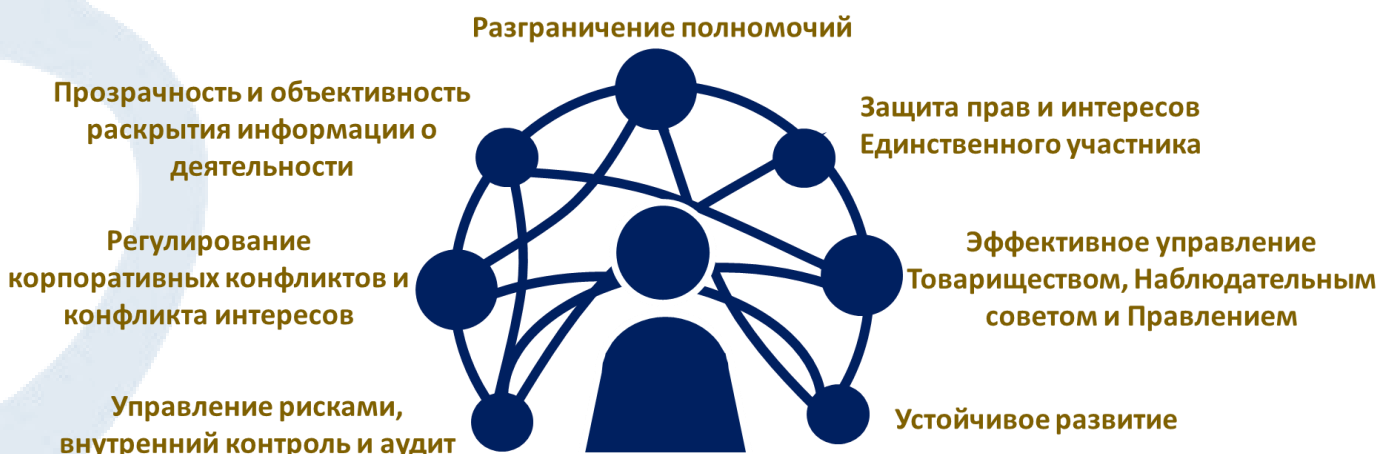 Разграничение полномочий
Прозрачность и объективность
раскрытия информации о
деятельности
Защита прав и интересов
Единственного участника
Регулирование
корпоративных конфликтов и
конфликта интересов
Эффективное управление
Товариществом, Наблюдательным
советом и Правлением
Управление рисками,
внутренний контроль и аудит
Устойчивое развитие